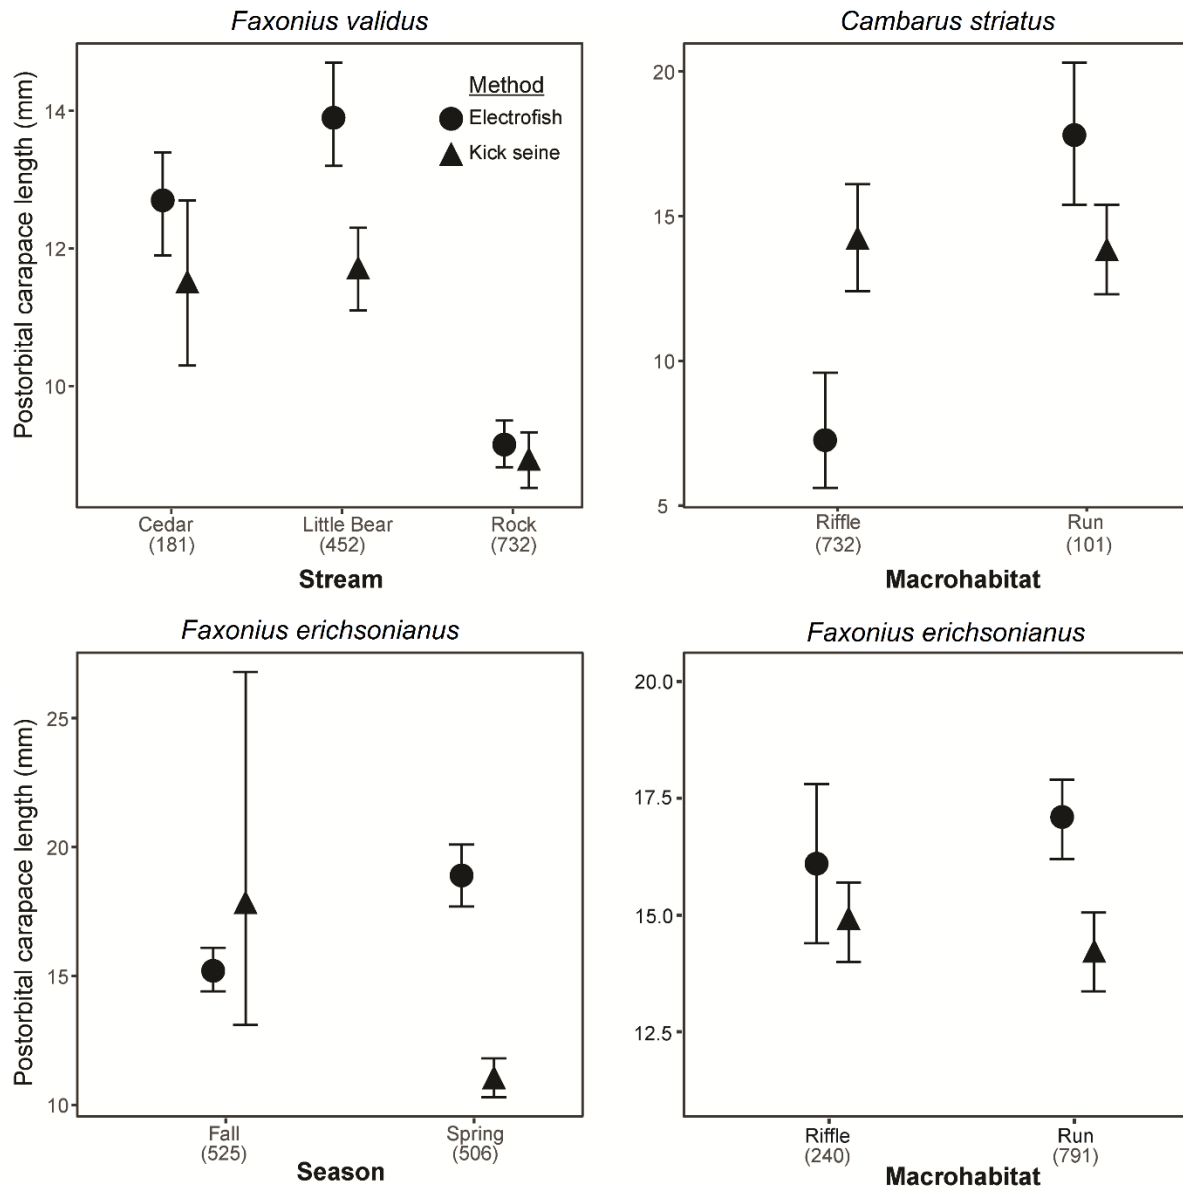 Faxonius validus
Postorbital carapace length (mm)
14
12
10
Method
Electrofish
Kick seine
Cedar
(181)
Little Bear
(452)
Rock
(732)
Stream
Cambarus striatus
20
15
10
5
Riffle
(732)
Run
(101)
Macrohabitat
Faxonius erichsonianus
Postorbital carapace length (mm)
25
20
15
10
Fall
(525)
Spring
(506)
Season
Faxonius erichsonianus
20.0
17.5
15.0
12.5
Riffle
(240)
Run
(791)
Macrohabitat